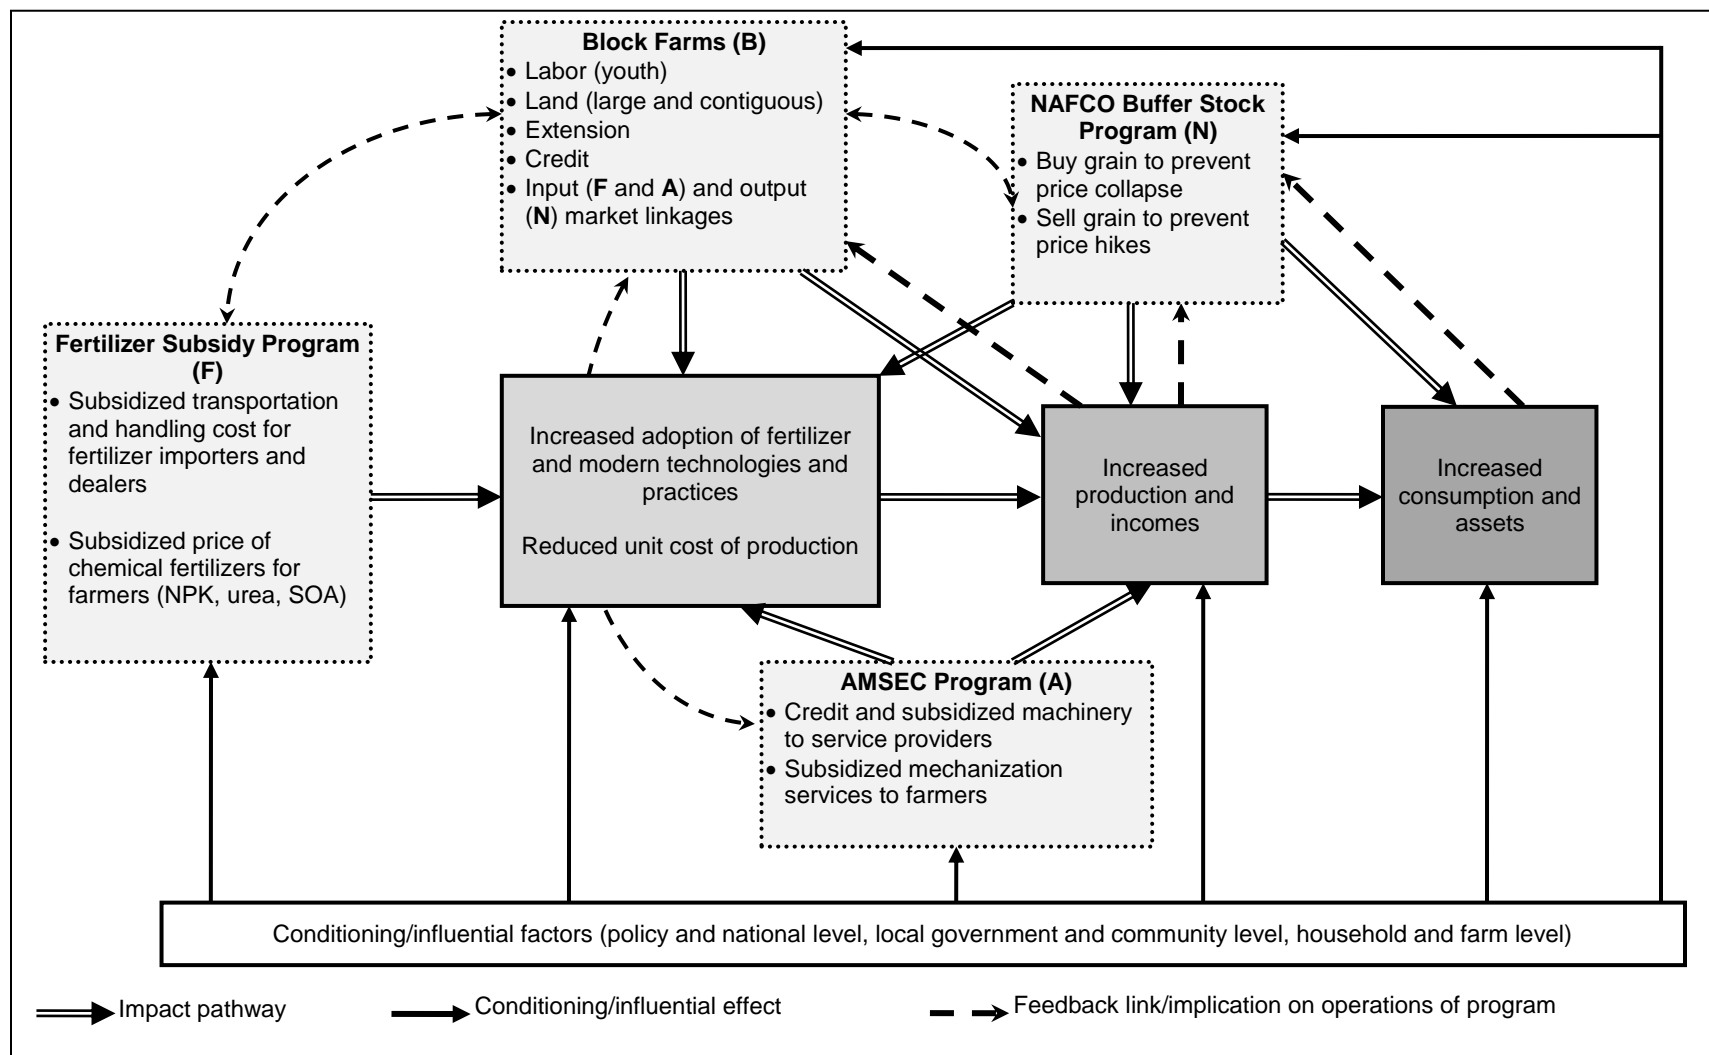 Block Farms (B)
• Labor (youth)
• Land (large and contiguous)
• Extension
• Credit
• Input (F and A) and output
(N) market linkages
NAFCO Buffer Stock
Program (N)
• Buy grain to prevent
price collapse
• Sell grain to prevent
price hikes
Fertilizer Subsidy Program
(F)
• Subsidized transportation
and handling cost for
fertilizer importers and
dealers
• Subsidized price of
chemical fertilizers for
farmers (NPK, urea, SOA)
Increased adoption of fertilizer
and modern technologies and
practices
Reduced unit cost of production
Increased
production and
incomes
Increased
consumption and
assets
AMSEC Program (A)
• Credit and subsidized machinery
to service providers
• Subsidized mechanization
services to farmers
Conditioning/influential factors (policy and national level, local government and community level, household and farm level)
Impact pathway
Conditioning/influential effect
Feedback link/implication on operations of program